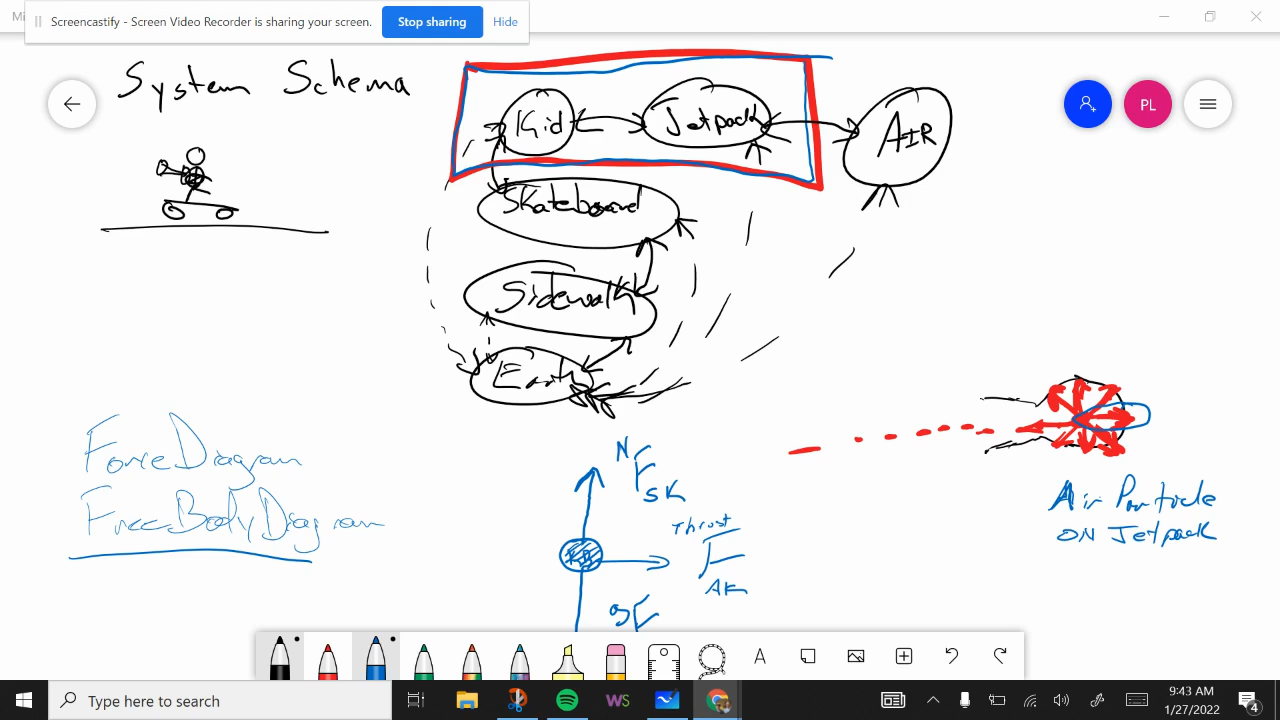 Screencastify - Screen Video Recorder is sharing your screen.
Stop sharing
Hide
System Schema
Kid
Jetpack
AIR
PL
Skateboard
Sidewalk
Earth
Force Diagram
Free Body Diagram
N F SK
Thrust F AK
g F
Air Particle
ON Jetpack
A
Type here to search
WS
9:43 AM
1/27/2022
4